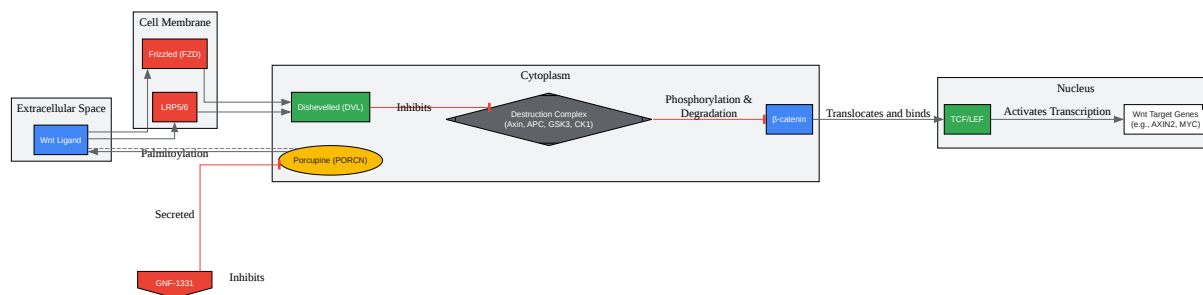 Cell Membrane
Frizzled (FZD)
LRP5/6
Extracellular Space
Wnt Ligand
Palmitoylation
Cytoplasm
Dishevelled (DVL)
Inhibits
Destruction Complex
(Axin, APC, GSK3, CK1)
Phosphorylation &
Degradation
β-catenin
Porcupine (PORCN)
Translocates and binds
Nucleus
TCF/LEF
Activates Transcription
Wnt Target Genes
(e.g., AXIN2, MYC)
Secreted
GNF-1331
Inhibits